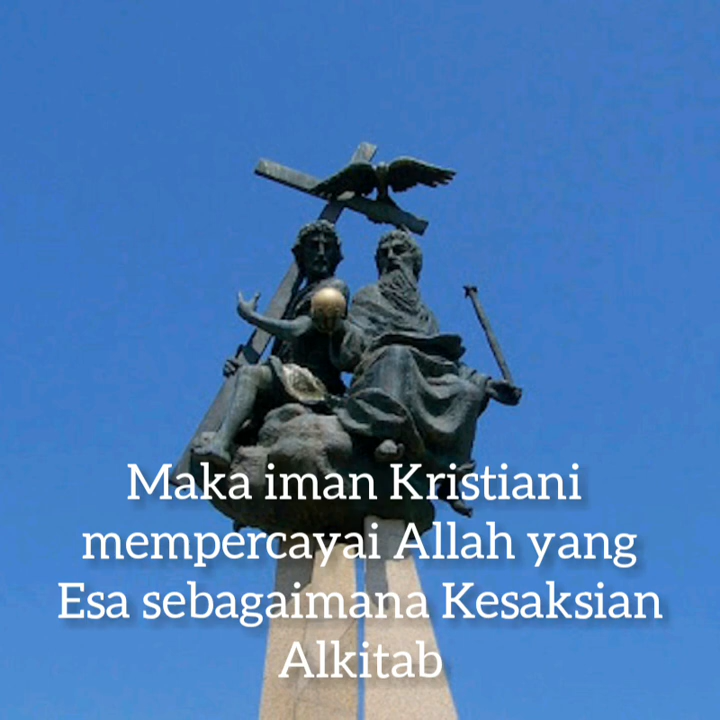 Maka iman Kristiani
mempercayai Allah yang
Esa sebagaimana Kesaksian
Alkitab